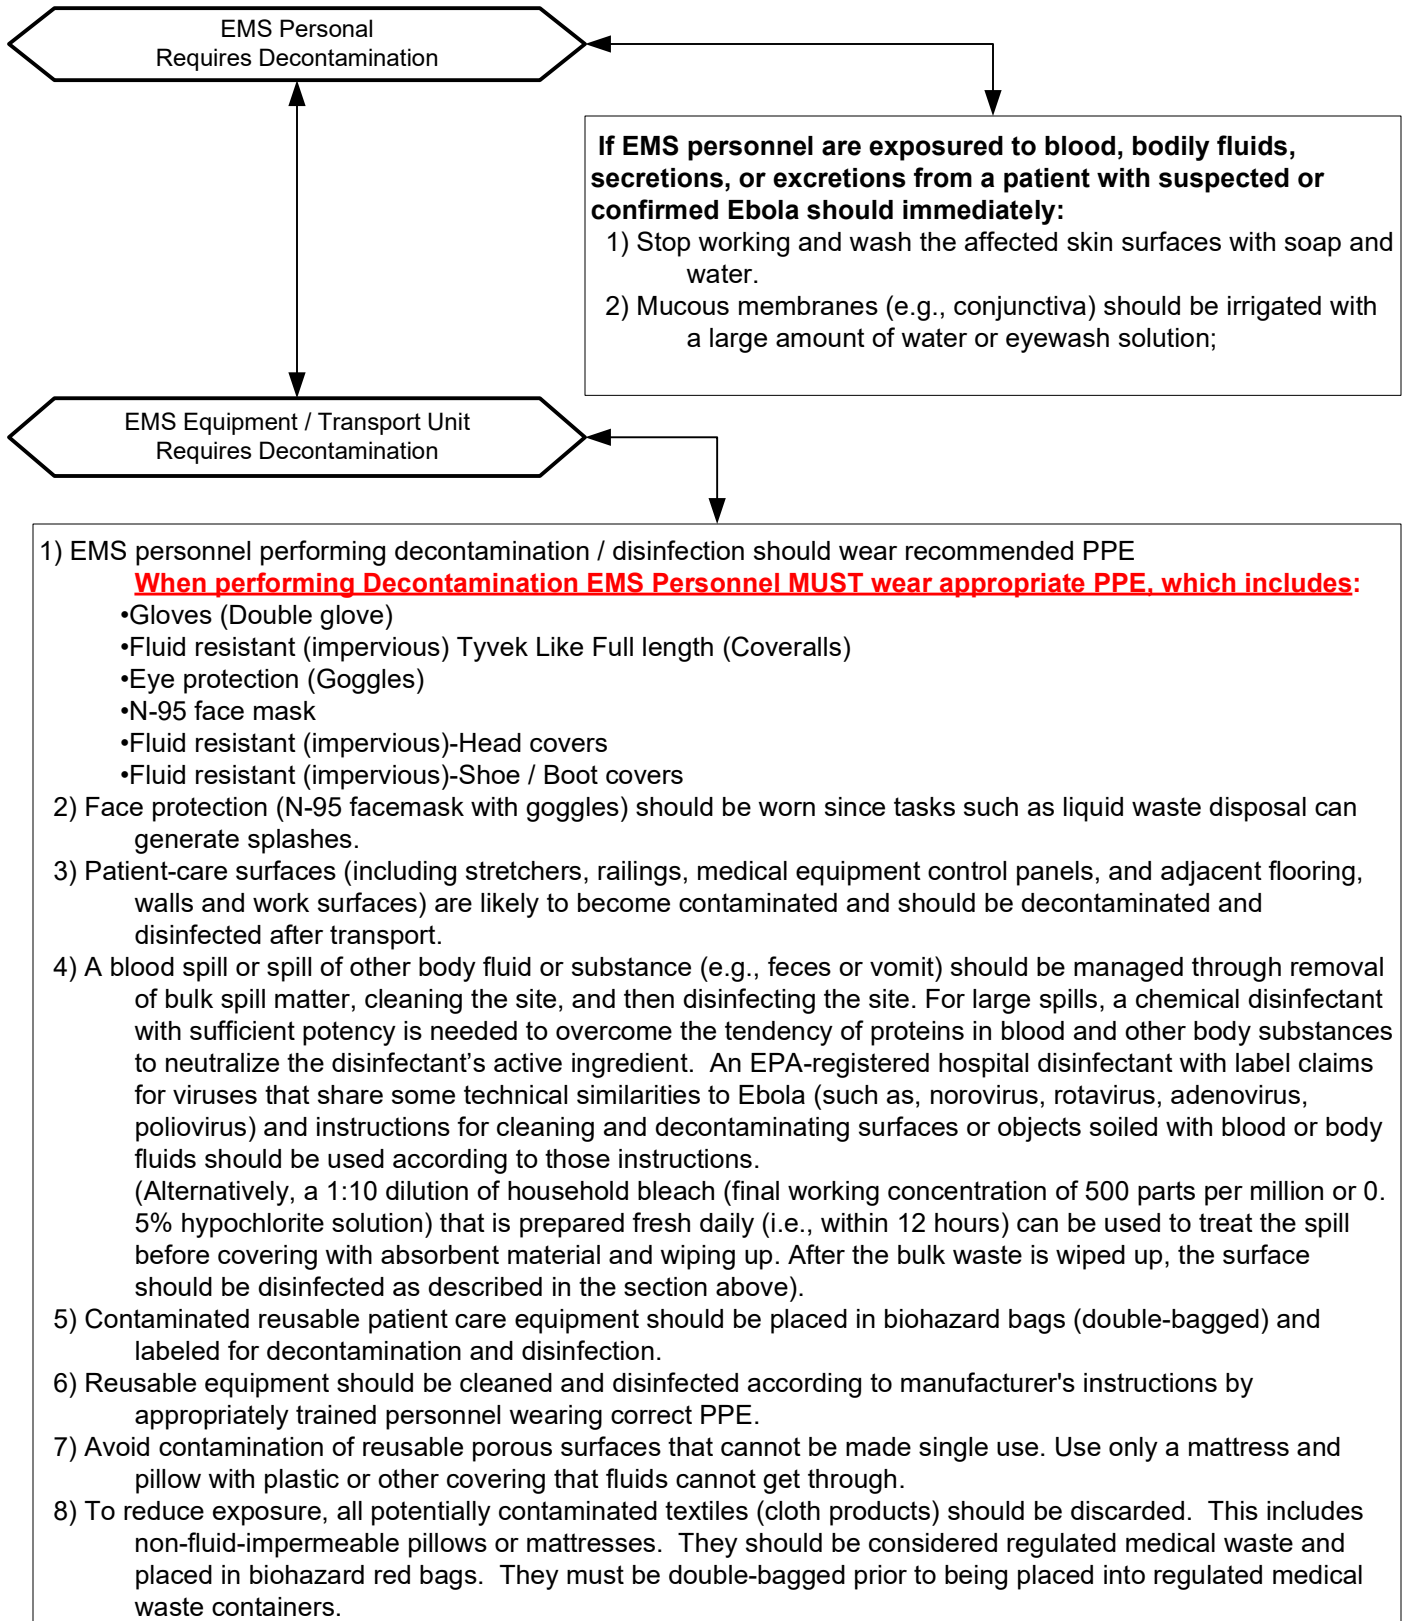 EMS Personal
Requires Decontamination
If EMS personnel are exposured to blood, bodily fluids,
secretions, or excretions from a patient with suspected or
confirmed Ebola should immediately:
1) Stop working and wash the affected skin surfaces with soap and
water.
2) Mucous membranes (e.g., conjunctiva) should be irrigated with
a large amount of water or eyewash solution;
EMS Equipment / Transport Unit
Requires Decontamination
1) EMS personnel performing decontamination / disinfection should wear recommended PPE
When performing Decontamination EMS Personnel MUST wear appropriate PPE, which includes:
•Gloves (Double glove)
•Fluid resistant (impervious) Tyvek Like Full length (Coveralls)
•Eye protection (Goggles)
•N-95 face mask
•Fluid resistant (impervious)-Head covers
•Fluid resistant (impervious)-Shoe / Boot covers
2) Face protection (N-95 facemask with goggles) should be worn since tasks such as liquid waste disposal can
generate splashes.
3) Patient-care surfaces (including stretchers, railings, medical equipment control panels, and adjacent flooring,
walls and work surfaces) are likely to become contaminated and should be decontaminated and
disinfected after transport.
4) A blood spill or spill of other body fluid or substance (e.g., feces or vomit) should be managed through removal
of bulk spill matter, cleaning the site, and then disinfecting the site. For large spills, a chemical disinfectant
with sufficient potency is needed to overcome the tendency of proteins in blood and other body substances
to neutralize the disinfectant's active ingredient.  An EPA-registered hospital disinfectant with label claims
for viruses that share some technical similarities to Ebola (such as, norovirus, rotavirus, adenovirus,
poliovirus) and instructions for cleaning and decontaminating surfaces or objects soiled with blood or body
fluids should be used according to those instructions.
(Alternatively, a 1:10 dilution of household bleach (final working concentration of 500 parts per million or 0.
5% hypochlorite solution) that is prepared fresh daily (i.e., within 12 hours) can be used to treat the spill
before covering with absorbent material and wiping up. After the bulk waste is wiped up, the surface
should be disinfected as described in the section above).
5) Contaminated reusable patient care equipment should be placed in biohazard bags (double-bagged) and
labeled for decontamination and disinfection.
6) Reusable equipment should be cleaned and disinfected according to manufacturer's instructions by
appropriately trained personnel wearing correct PPE.
7) Avoid contamination of reusable porous surfaces that cannot be made single use. Use only a mattress and
pillow with plastic or other covering that fluids cannot get through.
8) To reduce exposure, all potentially contaminated textiles (cloth products) should be discarded.  This includes
non-fluid-impermeable pillows or mattresses.  They should be considered regulated medical waste and
placed in biohazard red bags.  They must be double-bagged prior to being placed into regulated medical
waste containers.